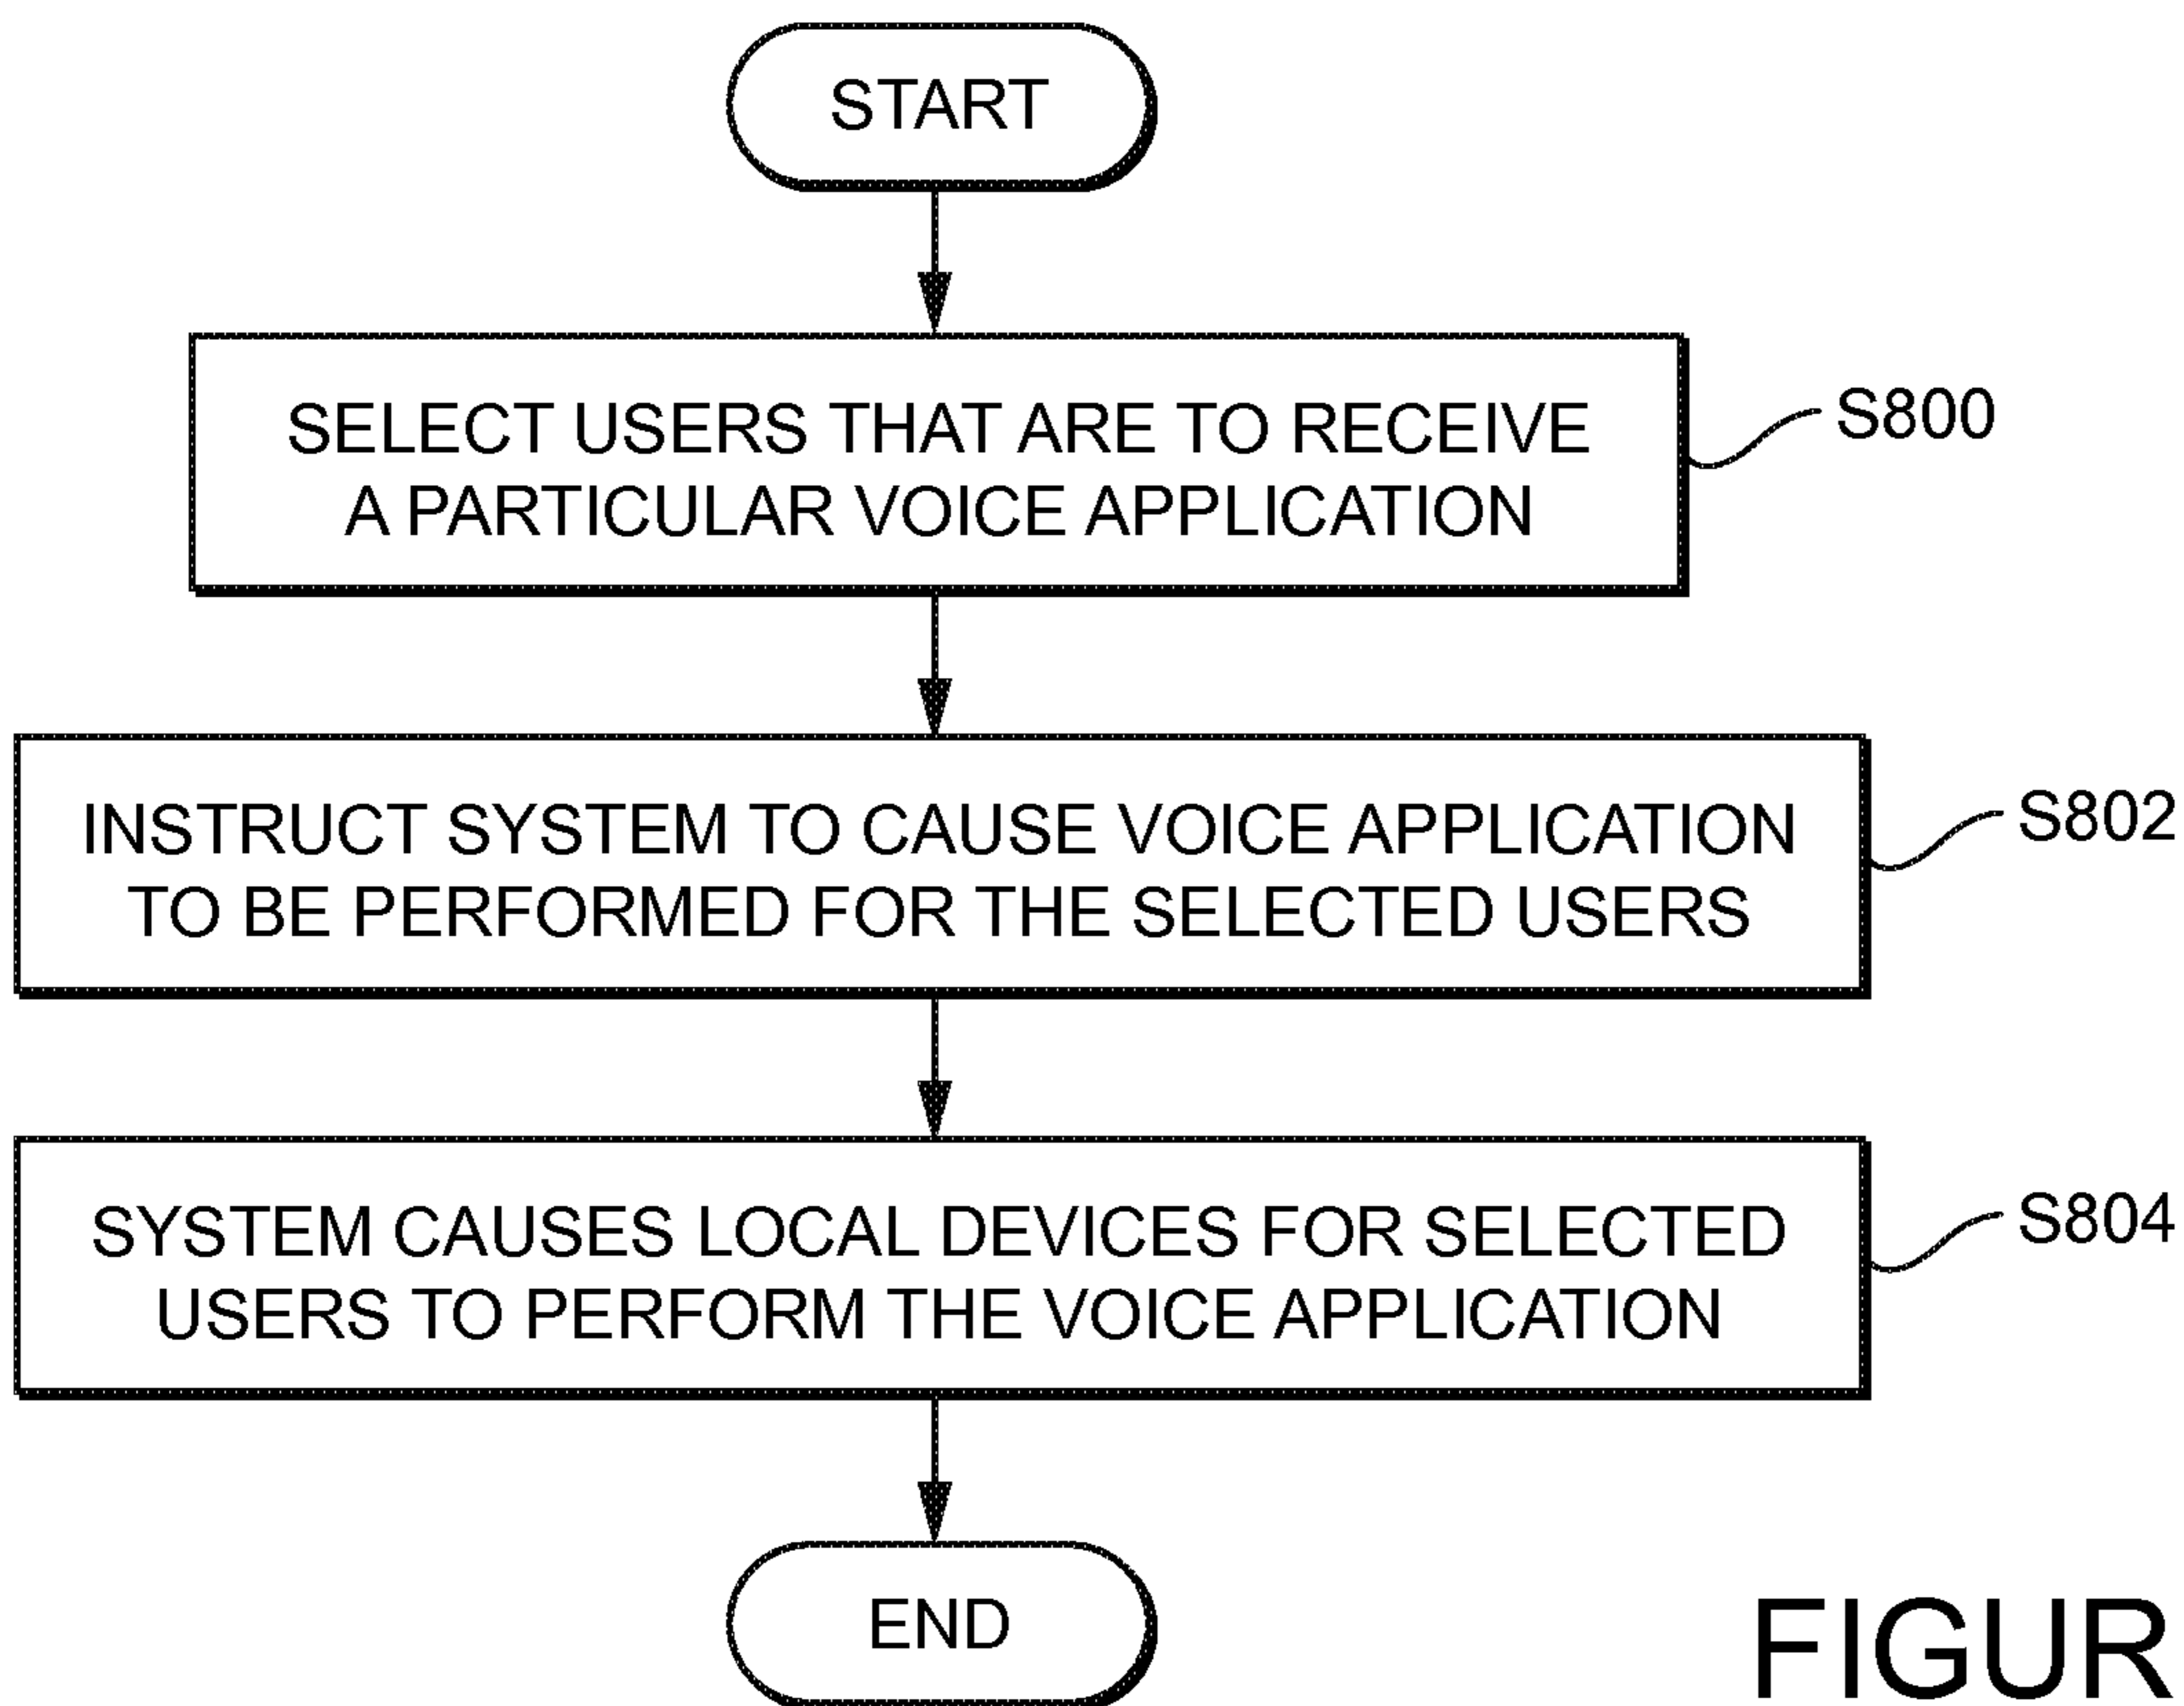 START
SELECT USERS THAT ARE TO RECEIVE
A PARTICULAR VOICE APPLICATION
S800
INSTRUCT SYSTEM TO CAUSE VOICE APPLICATION
TO BE PERFORMED FOR THE SELECTED USERS
S802
SYSTEM CAUSES LOCAL DEVICES FOR SELECTED
USERS TO PERFORM THE VOICE APPLICATION
S804
END
FIGUR